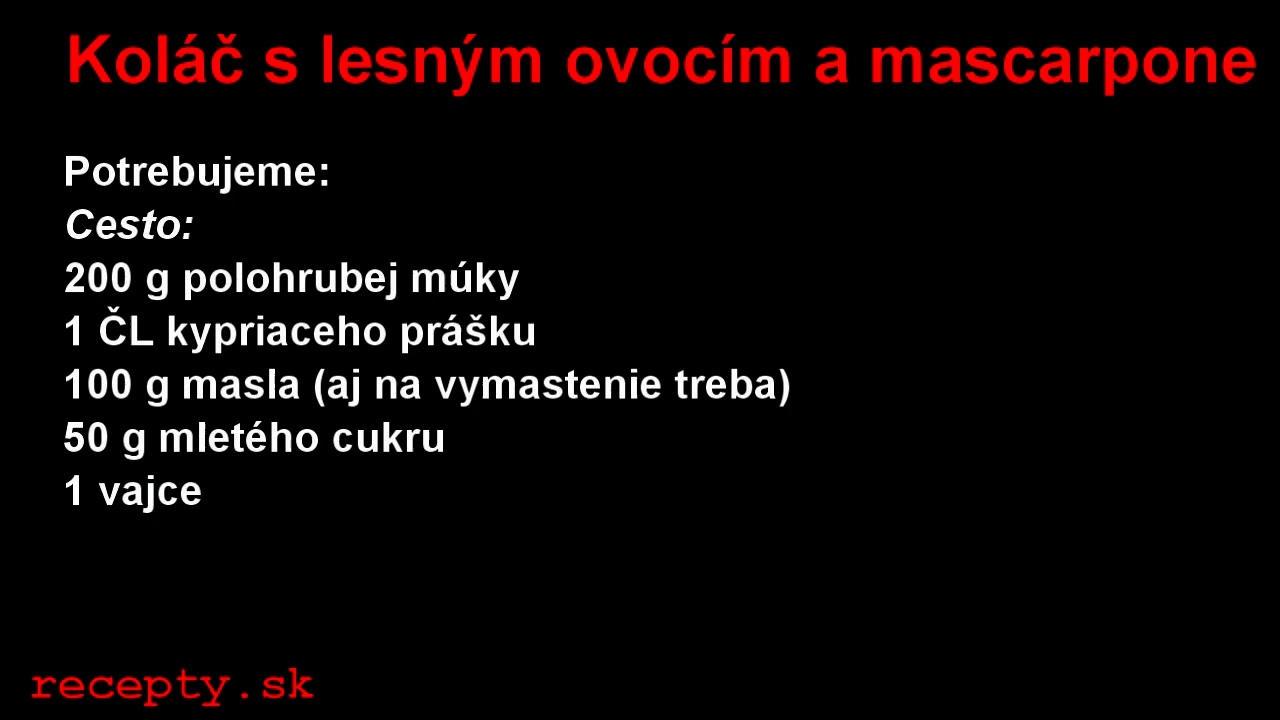 Koláč s lesným ovocím a mascarpone
Potrebujeme:
Cesto:
200 g polohrubej múky
1 ČL kypriaceho prášku
100 g masla (aj na vymastenie treba)
50 g mletého cukru
1 vajce
recepty.sk